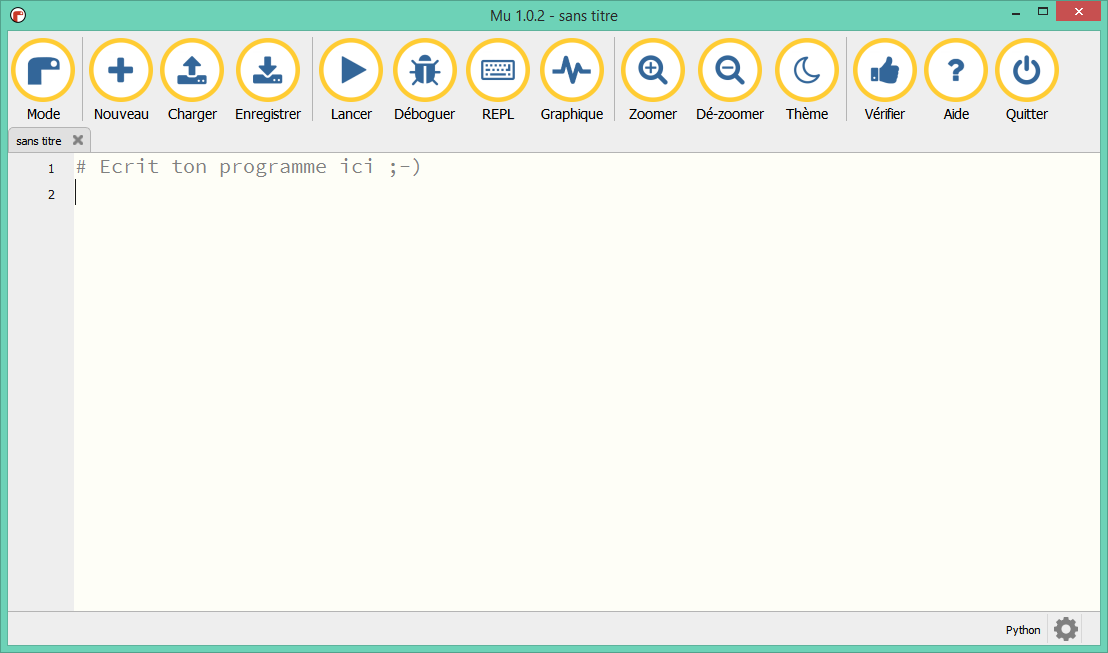 Mu 1.0.2 - sans titre
Mode Nouveau Charger Enregistrer Lancer Déboguer REPL Graphique Zoomer Dé-zoomer Thème Vérifier Aide Quitter
sans titre
1 # Ecrit ton programme ici ;-)
2
Python